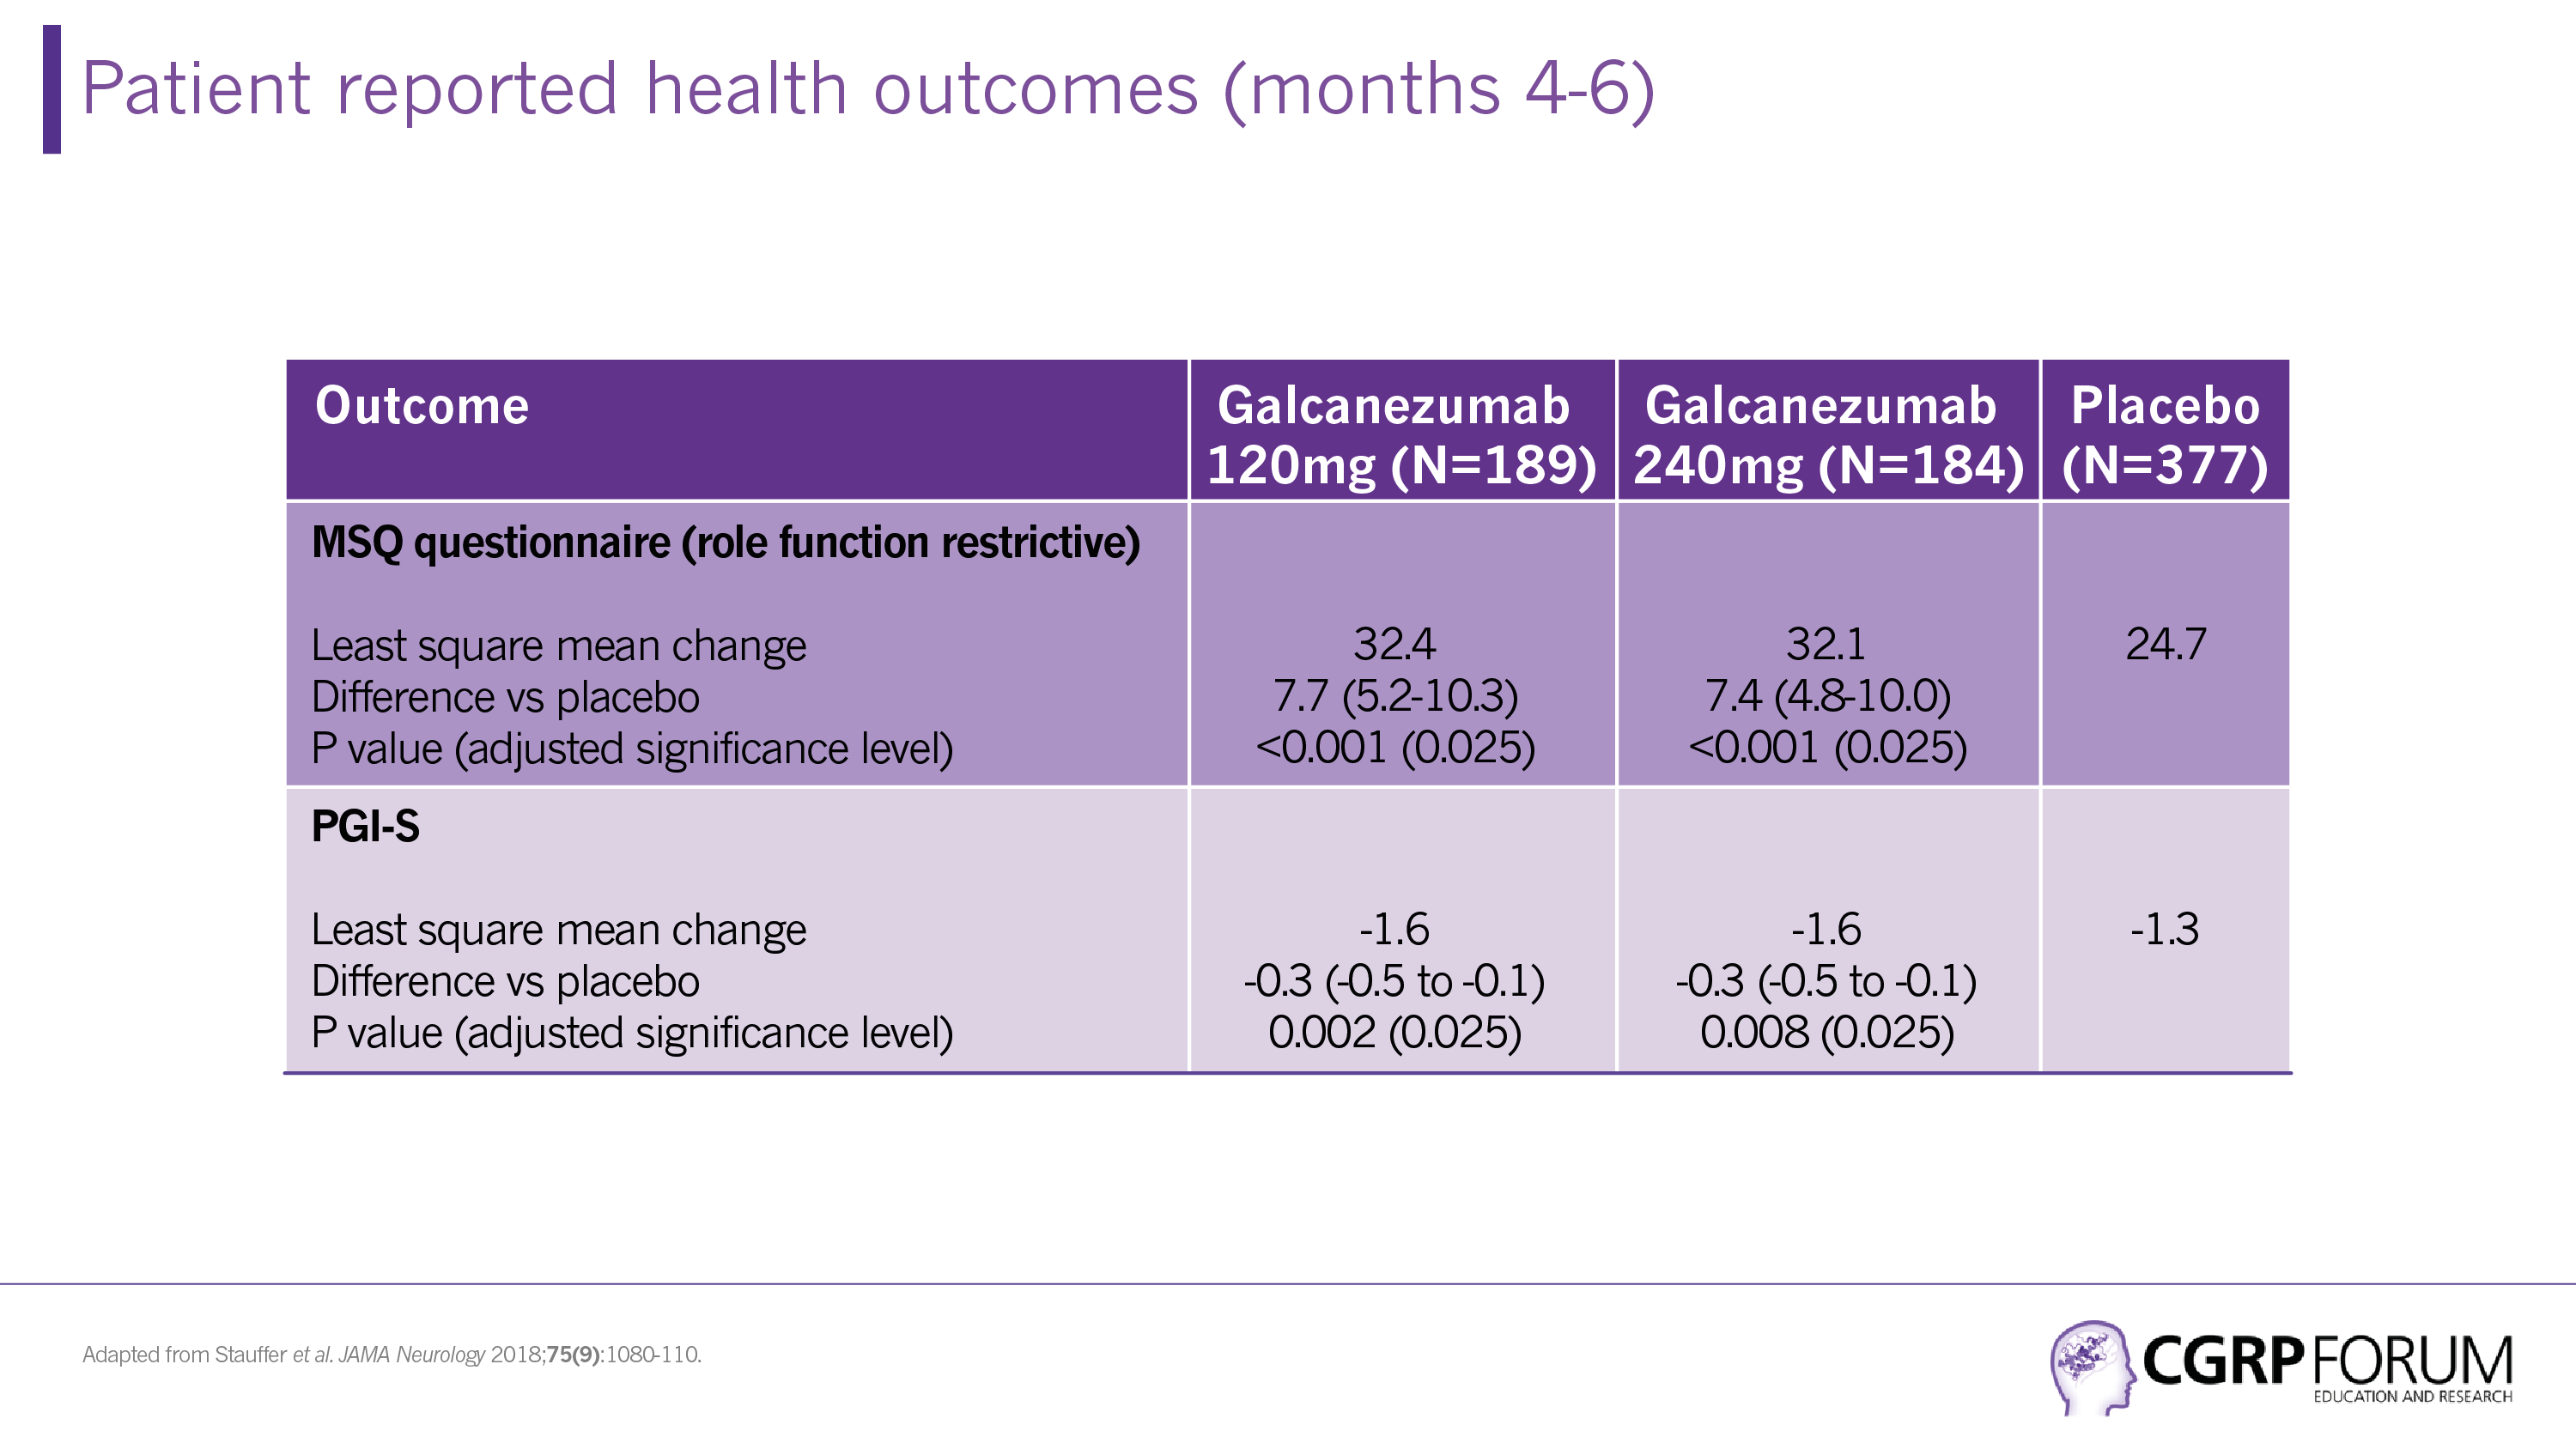 Patient reported health outcomes (months 4-6)
Outcome
Galcanezumab
120mg (N=189)
Galcanezumab
240mg (N=184)
Placebo
(N=377)
MSQ questionnaire (role function restrictive)
Least square mean change 32.4 32.1 24.7
Difference vs placebo 7.7 (5.2-10.3) 7.4 (4.8-10.0)
P value (adjusted significance level) <0.001 (0.025) <0.001 (0.025)
PGI-S
Least square mean change -1.6 -1.6 -1.3
Difference vs placebo -0.3 (-0.5 to -0.1) -0.3 (-0.5 to -0.1)
P value (adjusted significance level) 0.002 (0.025) 0.008 (0.025)
Adapted from Stauffer et al. JAMA Neurology 2018;75(9):1080-110.
CGRP FORUM
EDUCATION AND RESEARCH